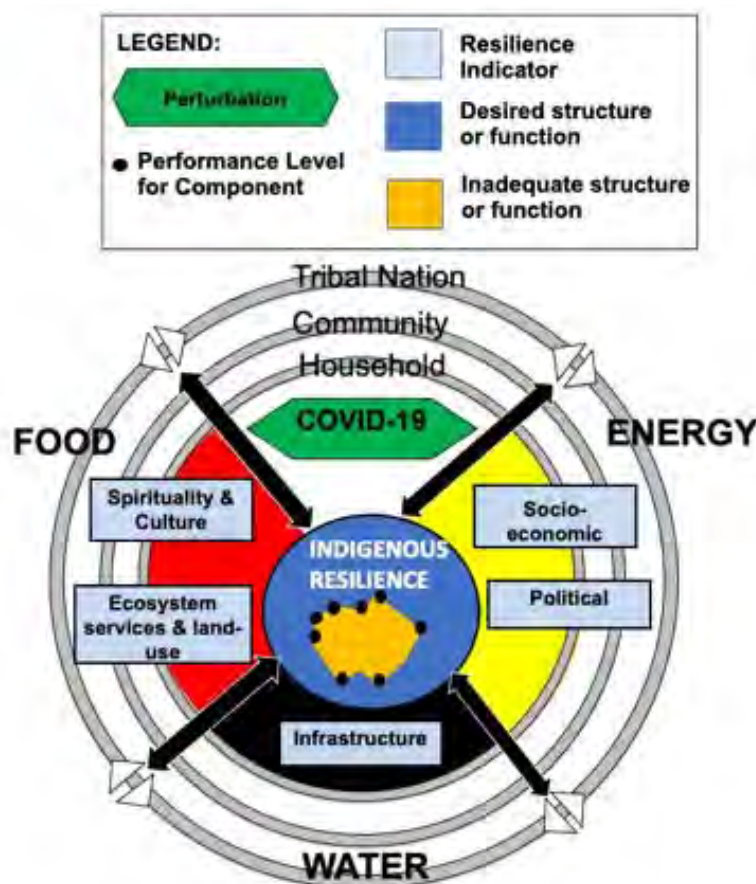 LEGEND:
Perturbation
Performance Level
for Component
Resilience
Indicator
Desired structure
or function
Inadequate structure
or function
Tribal Nation
Community
Household
COVID-19
FOOD
ENERGY
Spirituality &
Culture
Socio-
economic
INDIGENOUS
RESILIENCE
Ecosystem
services & land-
use
Political
Infrastructure
WATER